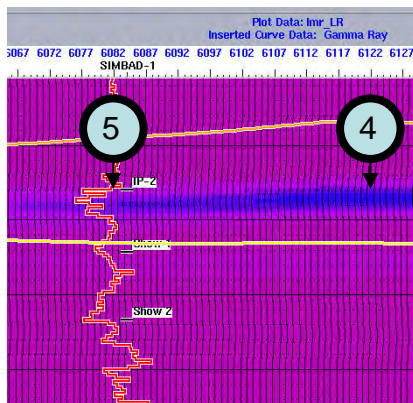 Plot Data: lmr_LR
Inserted Curve Data: Gamma Ray
6067 6072 6077 6082 6087 6092 6097 6102 6107 6112 6117 6122 6127
SIMBAD-1
5 4
IP-2
Show 1
Show 2